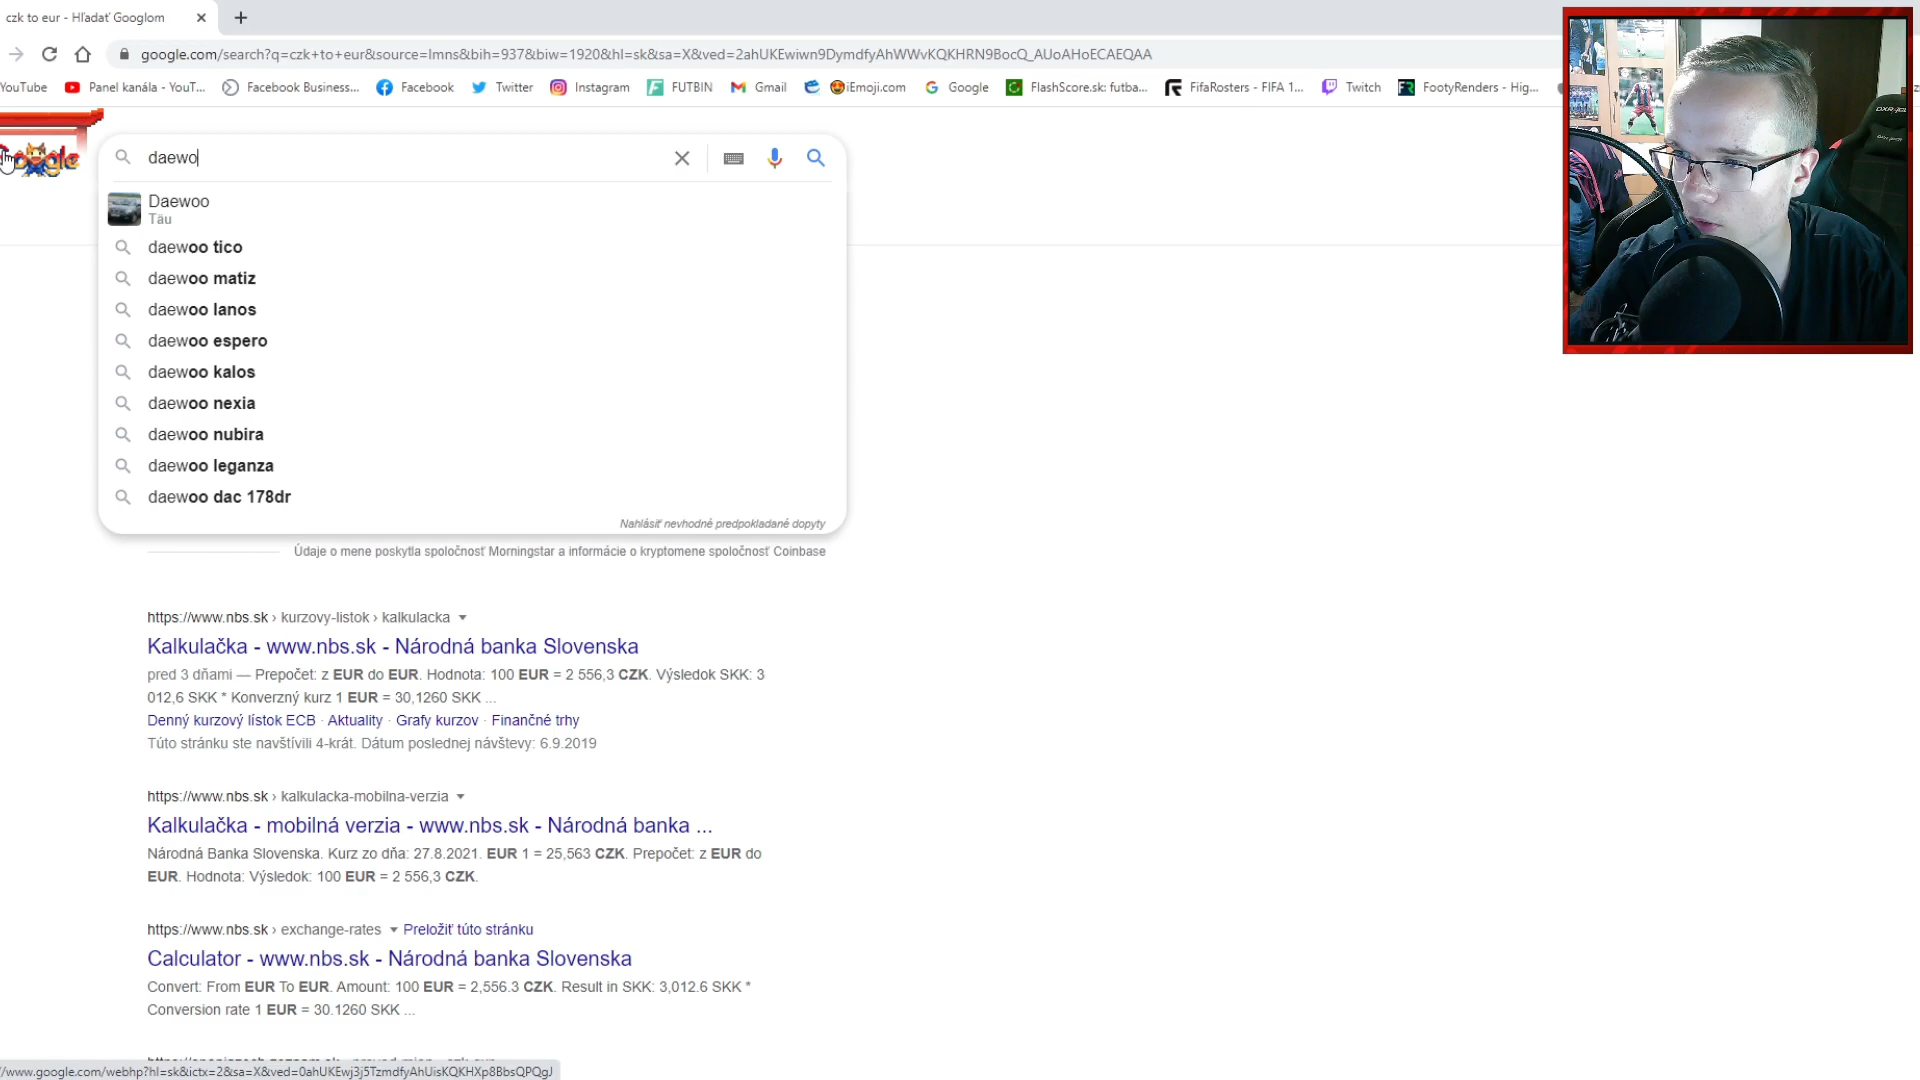 czk to eur - Hľadať Googlom
google.com/search?q=czk+to+eur&source=lmns&bih=937&biw=1920&hl=sk&sa=X&ved=2ahUKEwiwn9DymdfyAhWWvKQKHRN9BocQ_AUoAHoECAEQAA
YouTube
Panel kanála - YouT...
Facebook Business...
Facebook
Twitter
Instagram
FUTBIN
Gmail
iEmoji.com
Google
FlashScore.sk: futba...
FifaRosters - FIFA 1...
Twitch
FootyRenders - Hig...
Google
daewo
Daewoo
Tàu
daewoo tico
daewoo matiz
daewoo lanos
daewoo espero
daewoo kalos
daewoo nexia
daewoo nubira
daewoo leganza
daewoo dac 178dr
Nahlásiť nevhodné predpokladané dopyty
Údaje o mene poskytla spoločnosť Morningstar a informácie o kryptomene spoločnosť Coinbase
https://www.nbs.sk › kurzovy-listok › kalkulacka
Kalkulačka - www.nbs.sk - Národná banka Slovenska
pred 3 dňami — Prepočet: z EUR do EUR. Hodnota: 100 EUR = 2 556,3 CZK. Výsledok SKK: 3
012,6 SKK * Konverzný kurz 1 EUR = 30,1260 SKK ...
Denný kurzový lístok ECB · Aktuality · Grafy kurzov · Finančné trhy
Túto stránku ste navštívili 4-krát. Dátum poslednej návštevy: 6.9.2019
https://www.nbs.sk › kalkulacka-mobilna-verzia
Kalkulačka - mobilná verzia - www.nbs.sk - Národná banka ...
Národná Banka Slovenska. Kurz zo dňa: 27.8.2021. EUR 1 = 25,563 CZK. Prepočet: z EUR do
EUR. Hodnota: Výsledok: 100 EUR = 2 556,3 CZK.
https://www.nbs.sk › exchange-rates Preložiť túto stránku
Calculator - www.nbs.sk - Národná banka Slovenska
Convert: From EUR To EUR. Amount: 100 EUR = 2,556.3 CZK. Result in SKK: 3,012.6 SKK *
Conversion rate 1 EUR = 30.1260 SKK ...
/www.google.com/webhp?hl=sk&ictx=2&sa=X&ved=0ahUKEwj3j5TzmdfyAhUisKQKHXp8BbsQPQgJ